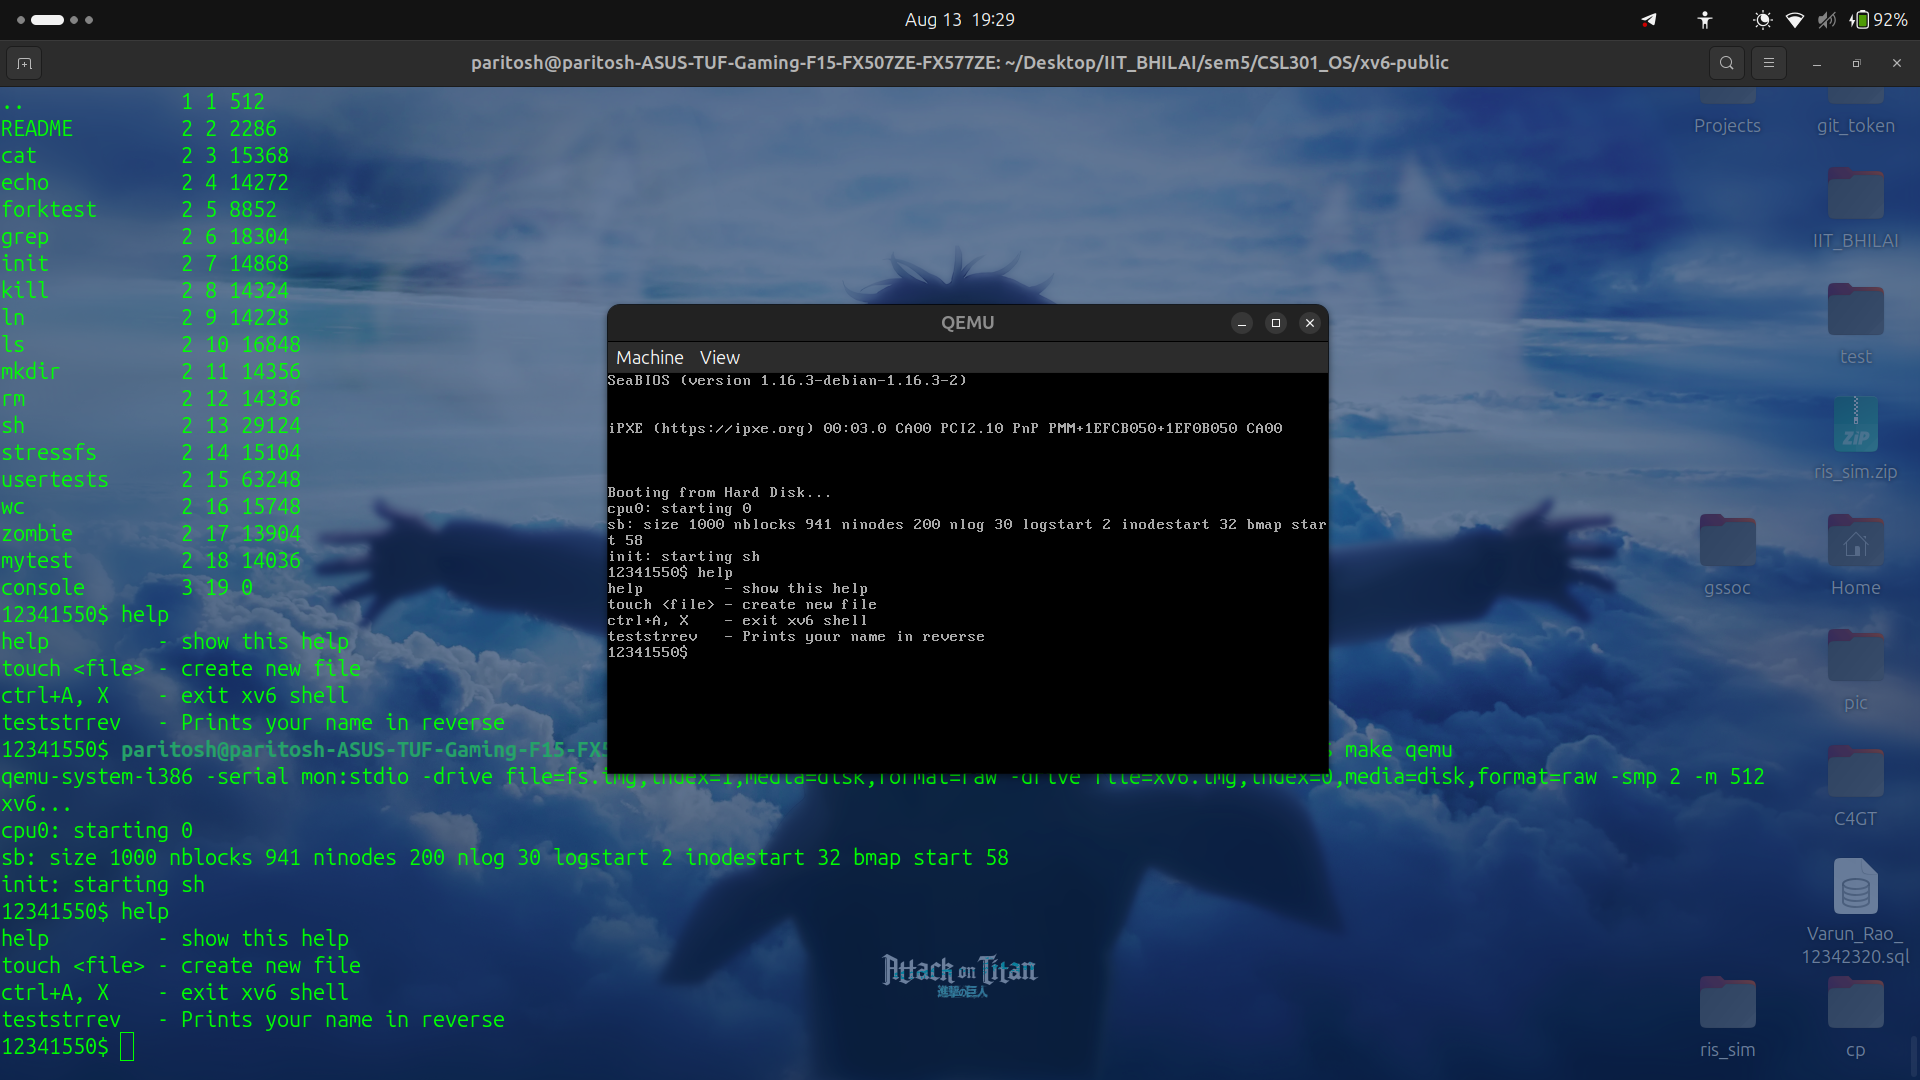 Aug 13 19:29
92%
paritosh@paritosh-ASUS-TUF-Gaming-F15-FX507ZE-FX577ZE: ~/Desktop/IIT_BHILAI/sem5/CSL301_OS/xv6-public
.. 1 1 512
README 2 2 2286
cat 2 3 15368
echo 2 4 14272
forktest 2 5 8852
grep 2 6 18304
init 2 7 14868
kill 2 8 14324
ln 2 9 14228
ls 2 10 16848
mkdir 2 11 14356
rm 2 12 14336
sh 2 13 29124
stressfs 2 14 15104
usertests 2 15 63248
wc 2 16 15748
zombie 2 17 13904
mytest 2 18 14036
console 3 19 0
12341550$ help
help - show this help
touch <file> - create new file
ctrl+A, X - exit xv6 shell
teststrrev - Prints your name in reverse
12341550$ paritosh@paritosh-ASUS-TUF-Gaming-F15-FX5 $ make qemu
qemu-system-i386 -serial mon:stdio -drive file=fs.img,index=1,media=disk,format=raw -drive file=xv6.img,index=0,media=disk,format=raw -smp 2 -m 512
xv6...
cpu0: starting 0
sb: size 1000 nblocks 941 ninodes 200 nlog 30 logstart 2 inodestart 32 bmap start 58
init: starting sh
12341550$ help
help - show this help
touch <file> - create new file
ctrl+A, X - exit xv6 shell
teststrrev - Prints your name in reverse
12341550$
QEMU
Machine View
SeaBIOS (version 1.16.3-debian-1.16.3-2)
iPXE (https://ipxe.org) 00:03.0 CA00 PCI2.10 PnP PMM+1EFCB050+1EF0B050 CA00
Booting from Hard Disk...
cpu0: starting 0
sb: size 1000 nblocks 941 ninodes 200 nlog 30 logstart 2 inodestart 32 bmap star
t 58
init: starting sh
12341550$ help
help - show this help
touch <file> - create new file
ctrl+A, X - exit xv6 shell
teststrrev - Prints your name in reverse
12341550$
Projects
git_token
IIT_BHILAI
test
ZIP
ris_sim.zip
gssoc
Home
pic
C4GT
Varun_Rao_
12342320.sql
ris_sim
cp
Attack on Titan
進撃の巨人